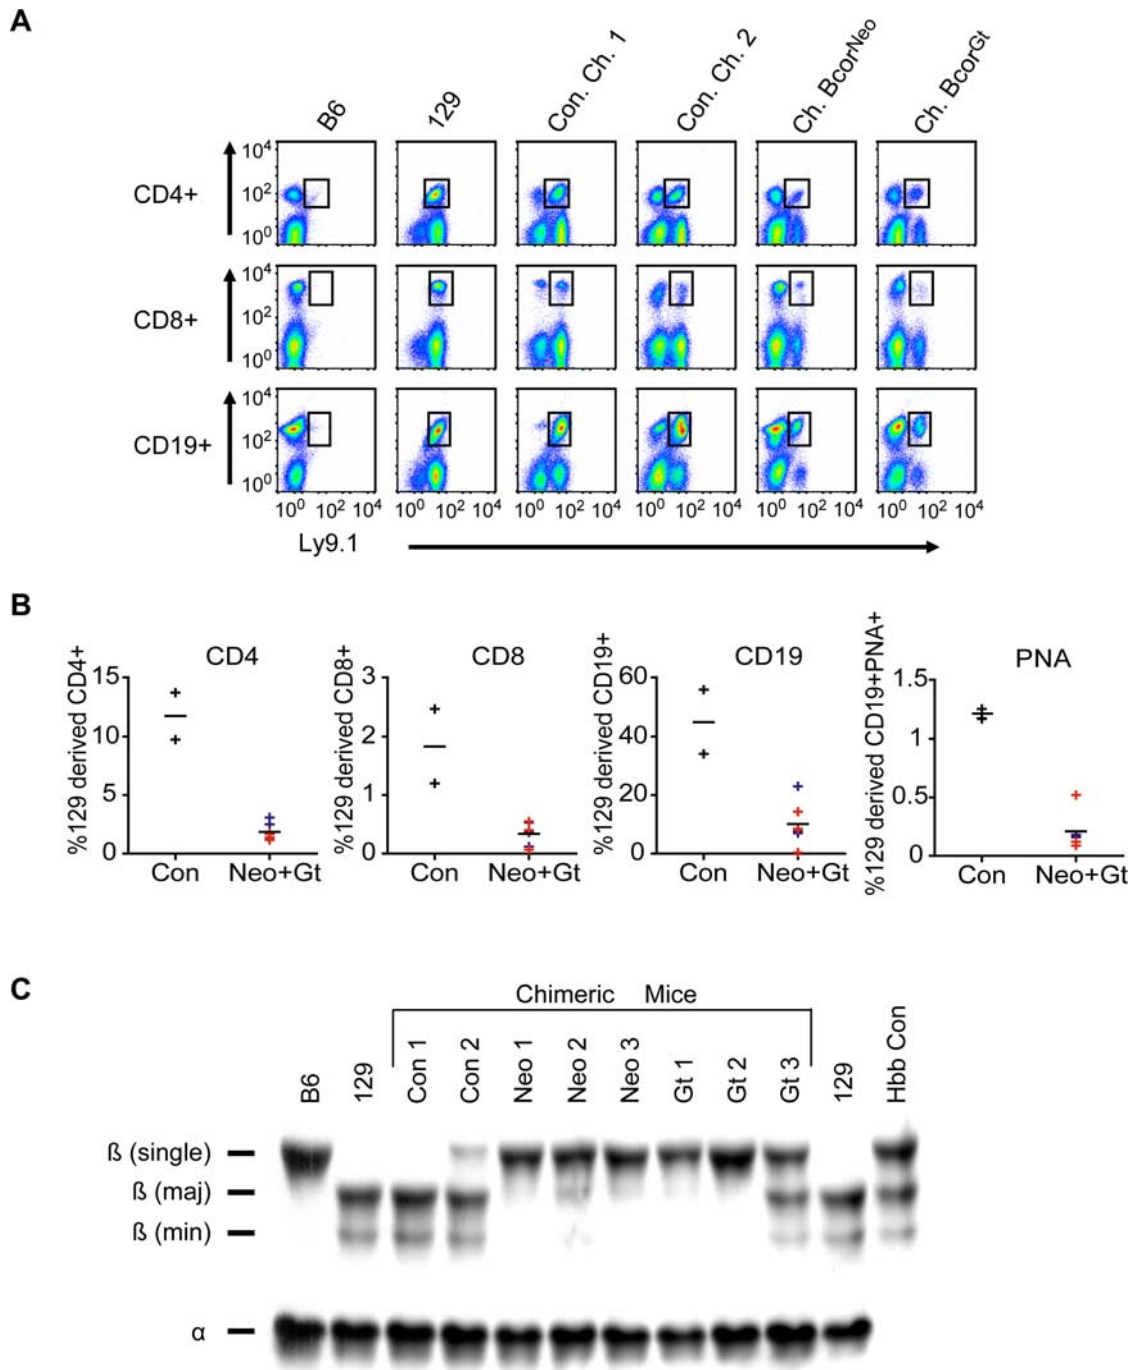 A
B6
129
Con. Ch. 1
Con. Ch. 2
Ch. BcorNeo
Ch. BcorGt
CD4+
104
102
100
CD8+
104
102
100
CD19+
104
102
100
100 102 104 100 102 104 100 102 104 100 102 104 100 102 104 100 102 104
Ly9.1
B
CD4
%129 derived CD4+
15
10
5
0
Con Neo+Gt
CD8
%129 derived CD8+
3
2
1
0
Con Neo+Gt
CD19
%129 derived CD19+
60
40
20
0
Con Neo+Gt
PNA
%129 derived CD19+PNA+
1.5
1
0.5
0
Con Neo+Gt
C
Chimeric Mice
B6
129
Con 1
Con 2
Neo 1
Neo 2
Neo 3
Gt 1
Gt 2
Gt 3
129
Hbb Con
ß (single)
ß (maj)
ß (min)
α